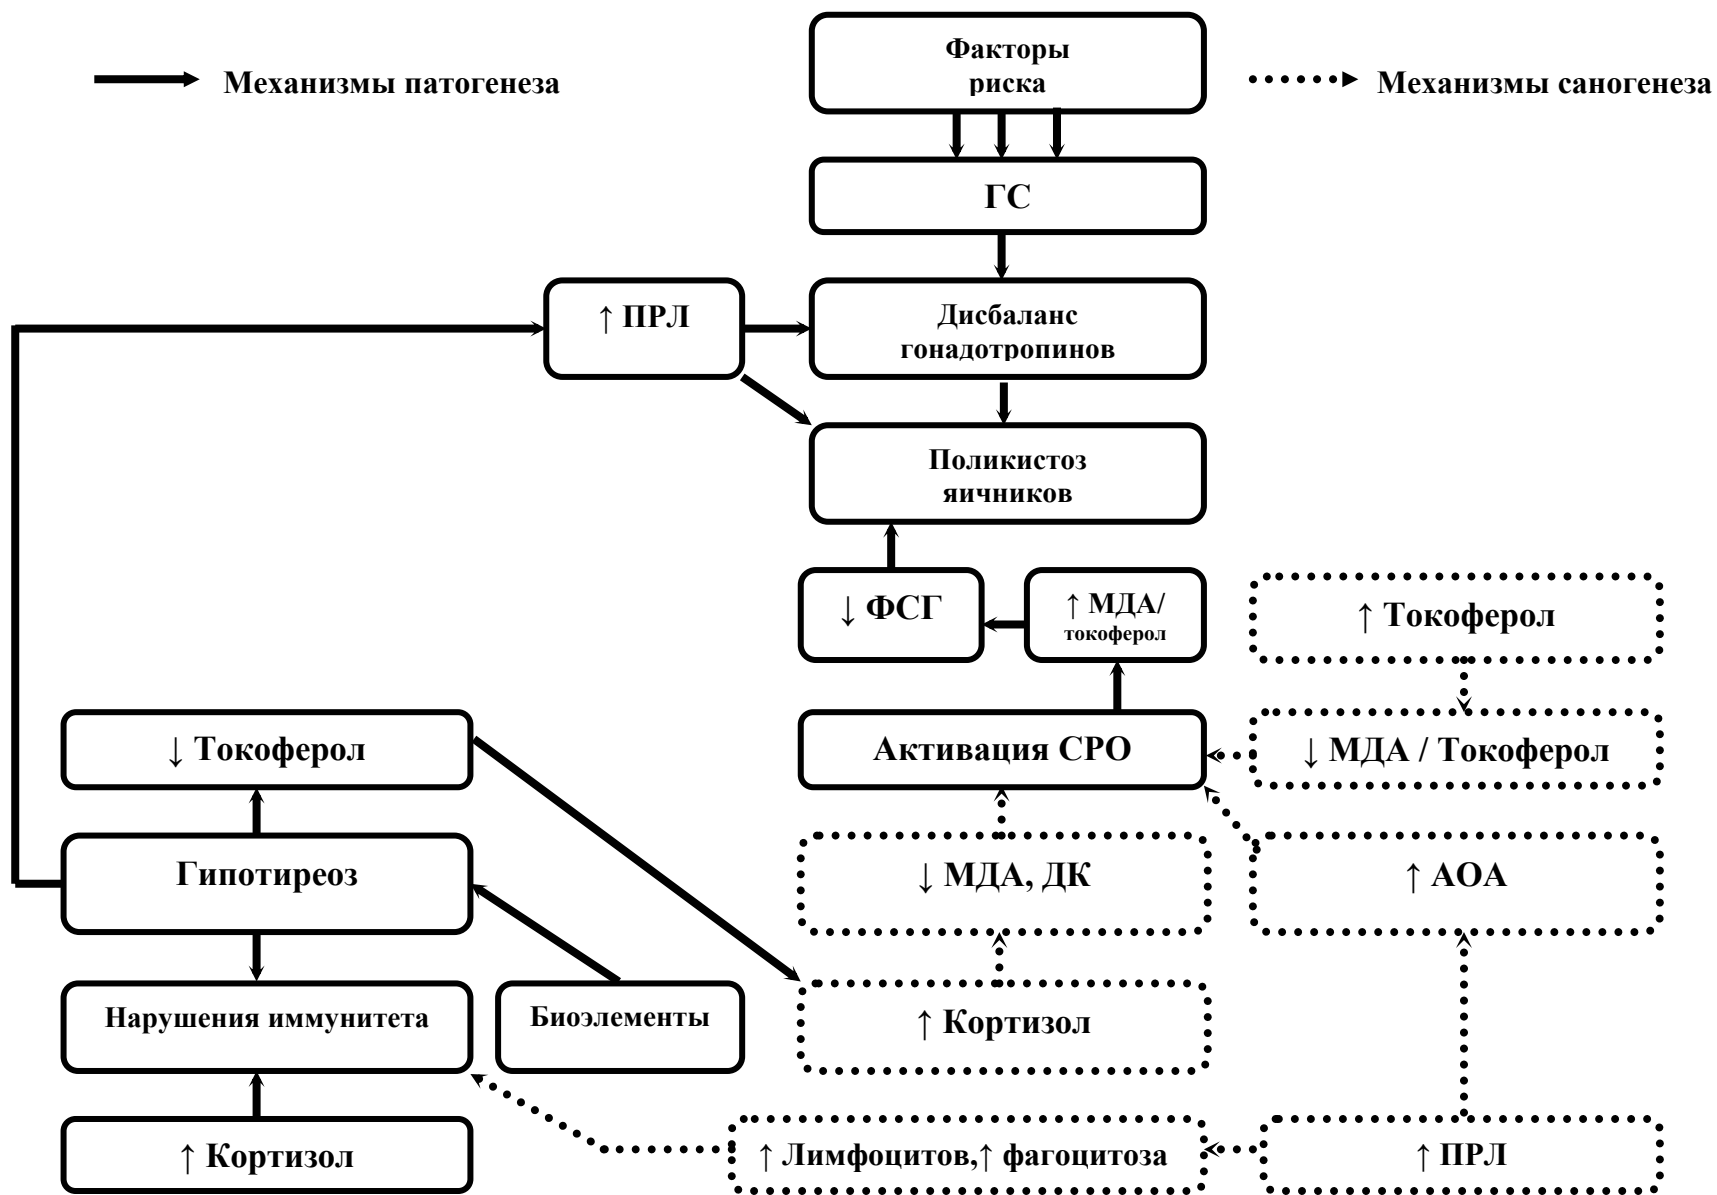 Факторы
риска
Механизмы патогенеза
Механизмы саногенеза
ГС
↑ ПРЛ
Дисбаланс
гонадотропинов
Поликистоз
яичников
↓ ФСГ
↑ МДА/
токоферол
↑ Токоферол
↓ Токоферол
Активация СРО
↓ МДА / Токоферол
Гипотиреоз
↓ МДА, ДК
↑ АОА
Нарушения иммунитета
Биоэлементы
↑ Кортизол
↑ Кортизол
↑ Лимфоцитов,↑ фагоцитоза
↑ ПРЛ